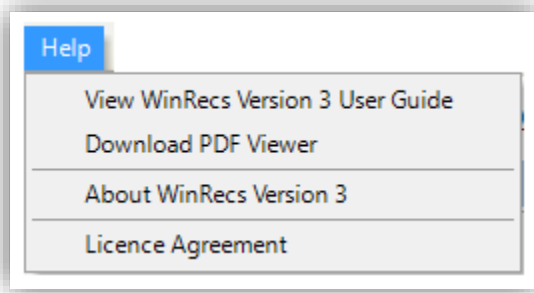 Help
View WinRecs Version 3 User Guide
Download PDF Viewer
About WinRecs Version 3
Licence Agreement